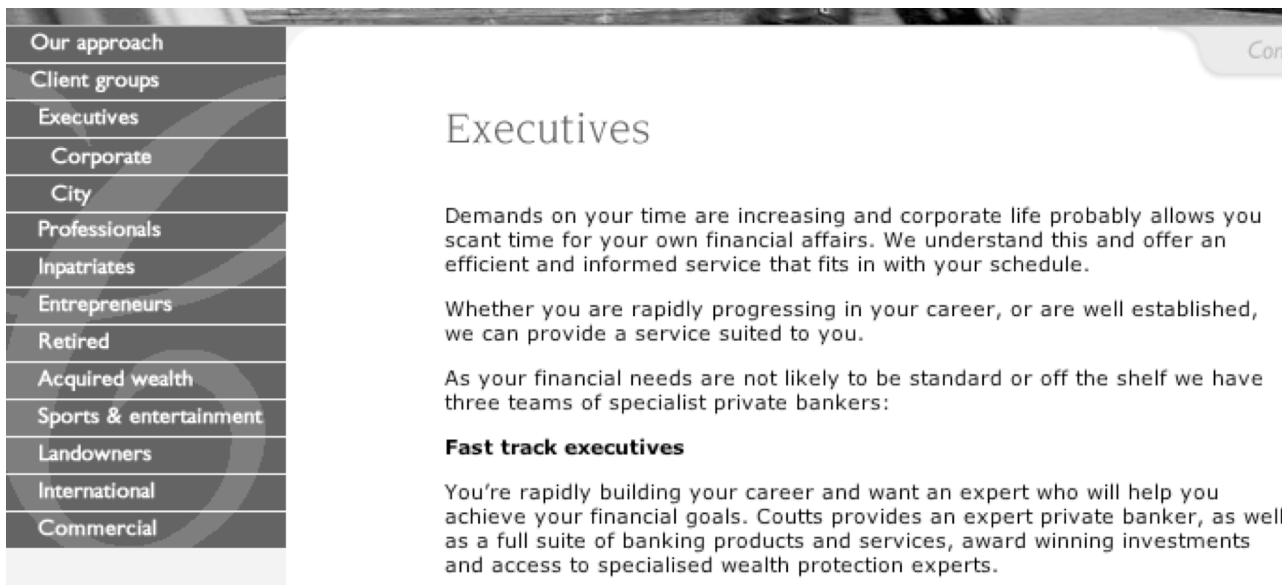 Our approach
Client groups
Executives
Corporate
City
Professionals
Inpatriates
Entrepreneurs
Retired
Acquired wealth
Sports & entertainment
Landowners
International
Commercial
Executives
Demands on your time are increasing and corporate life probably allows you
scant time for your own financial affairs. We understand this and offer an
efficient and informed service that fits in with your schedule.
Whether you are rapidly progressing in your career, or are well established,
we can provide a service suited to you.
As your financial needs are not likely to be standard or off the shelf we have
three teams of specialist private bankers:
Fast track executives
You're rapidly building your career and want an expert who will help you
achieve your financial goals. Coutts provides an expert private banker, as well
as a full suite of banking products and services, award winning investments
and access to specialised wealth protection experts.